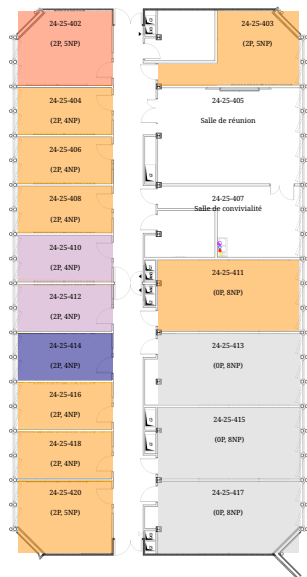 24-25-402
(2P, 5NP)
24-25-403
(2P, 5NP)
24-25-404
(2P, 4NP)
24-25-405
Salle de réunion
24-25-406
(2P, 4NP)
24-25-408
(2P, 4NP)
24-25-407
Salle de convivialité
24-25-410
(2P, 4NP)
24-25-411
(0P, 8NP)
24-25-412
(2P, 4NP)
24-25-414
(2P, 4NP)
24-25-413
(0P, 8NP)
24-25-416
(2P, 4NP)
24-25-415
(0P, 8NP)
24-25-418
(2P, 4NP)
24-25-420
(2P, 5NP)
24-25-417
(0P, 8NP)